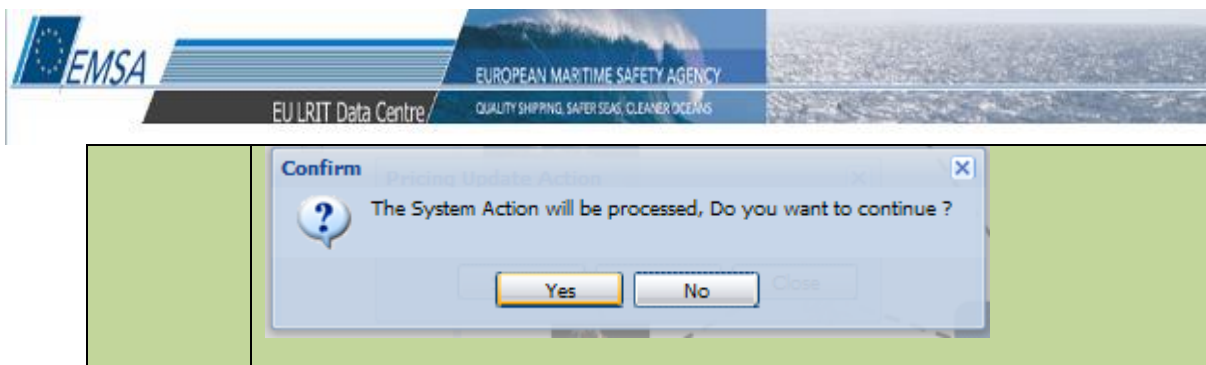 EMSA
EUROPEAN MARITIME SAFETY AGENCY
EU LRIT Data Centre
QUALITY SHIPPING, SAFER SEAS, CLEANER OCEANS
Confirm
Pricing Update Action
The System Action will be processed, Do you want to continue ?
Yes
No
Close